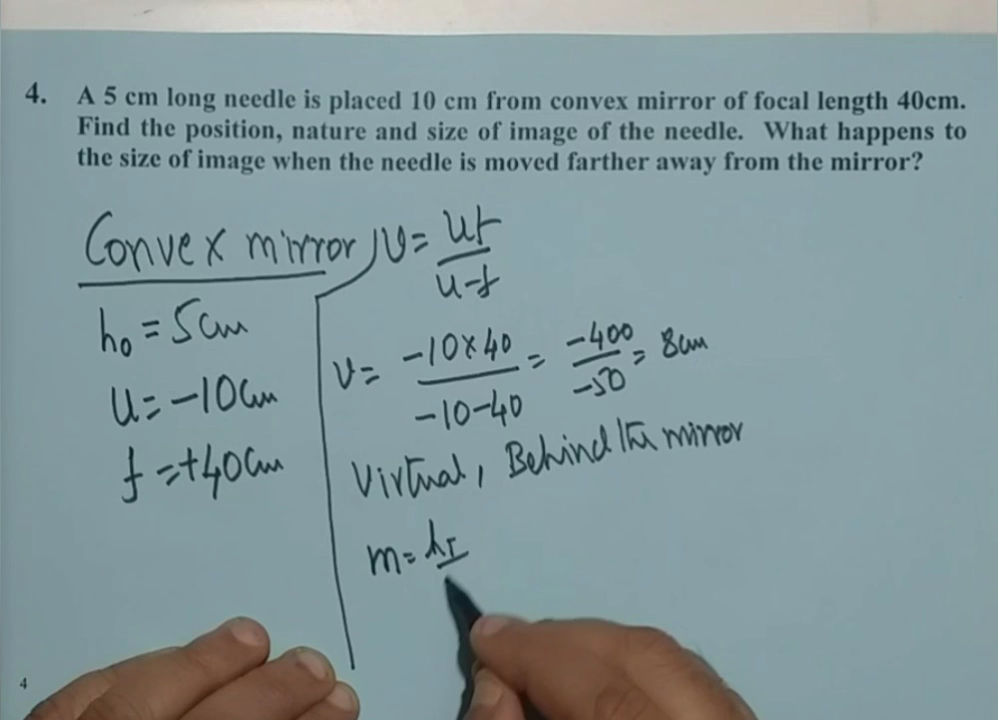 4. A 5 cm long needle is placed 10 cm from convex mirror of focal length 40cm.
Find the position, nature and size of image of the needle. What happens to
the size of image when the needle is moved farther away from the mirror?
Convex mirror
h₀ = 5cm
u = -10cm
f = +40cm
v = uf / u-f
v = -10×40 / -10-40 = -400 / -50 = 8cm
Virtual, Behind the mirror
m = hI
4